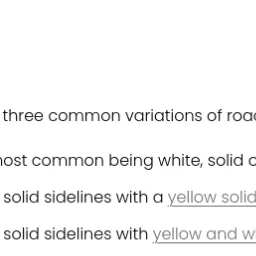 three common variations of roa
most common being white, solid
solid sidelines with a yellow solid
solid sidelines with yellow and w